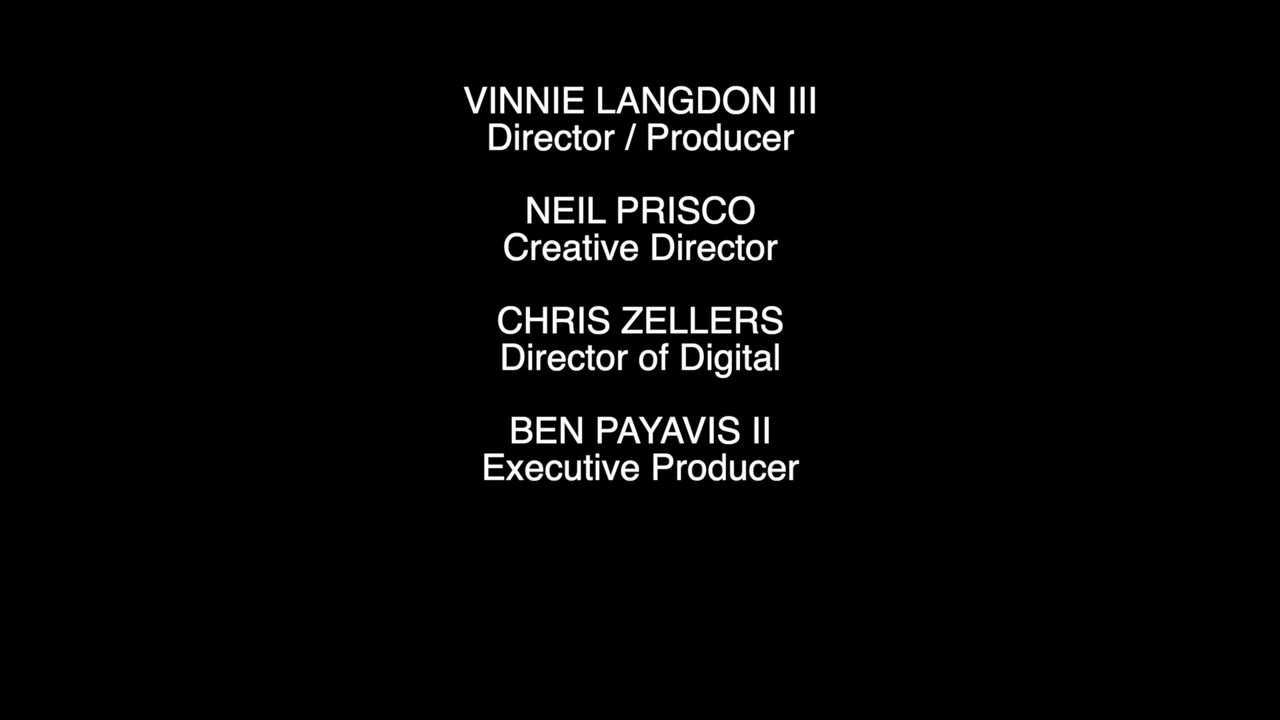 VINNIE LANGDON III
Director / Producer
NEIL PRISCO
Creative Director
CHRIS ZELLERS
Director of Digital
BEN PAYAVIS II
Executive Producer